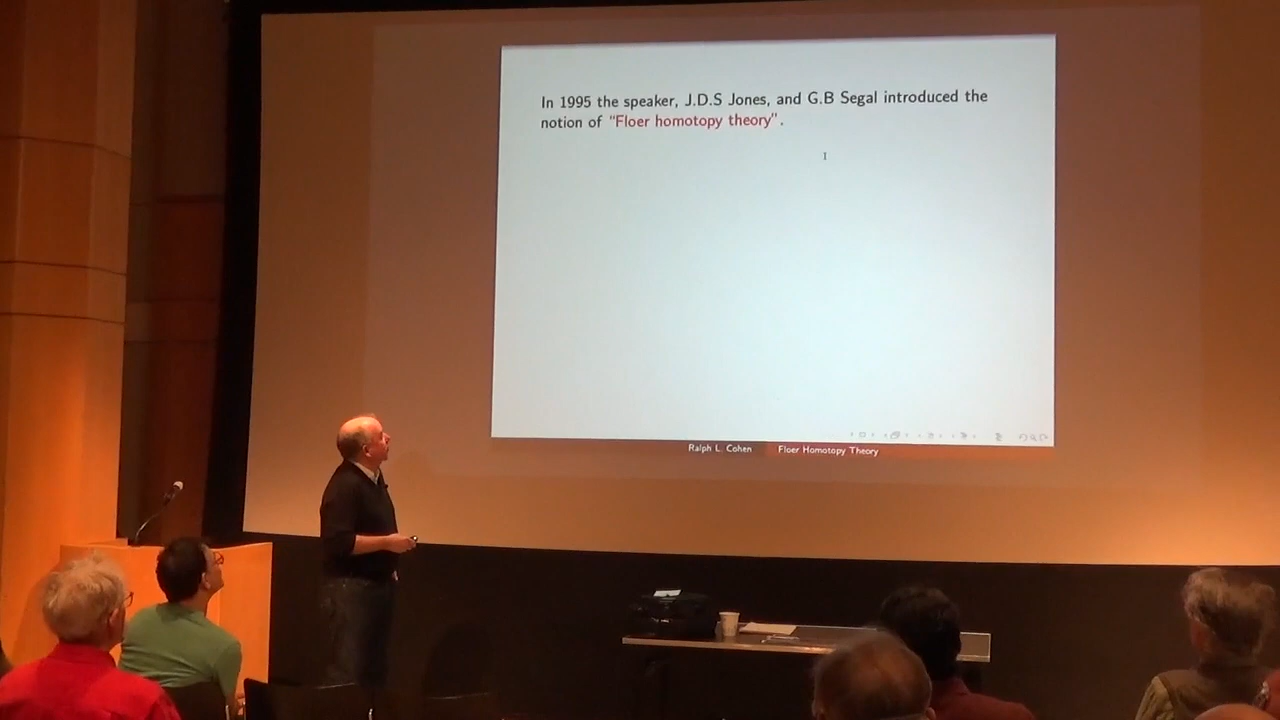 In 1995 the speaker, J.D.S Jones, and G.B Segal introduced the
notion of "Floer homotopy theory".
Ralph L. Cohen Floer Homotopy Theory